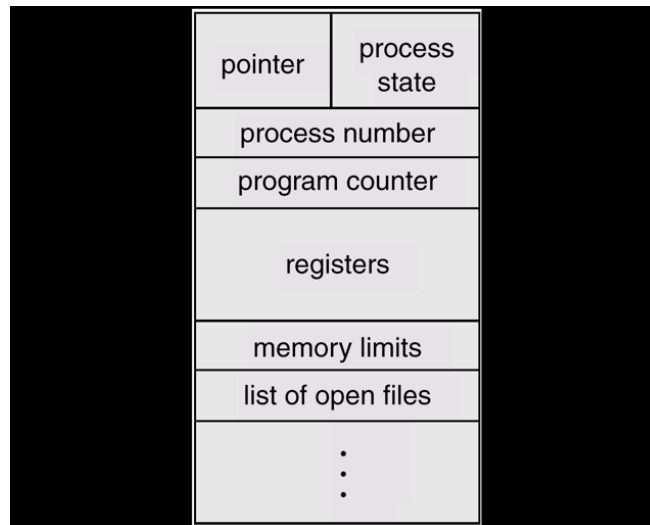 pointer
process
state
process number
program counter
registers
memory limits
list of open files